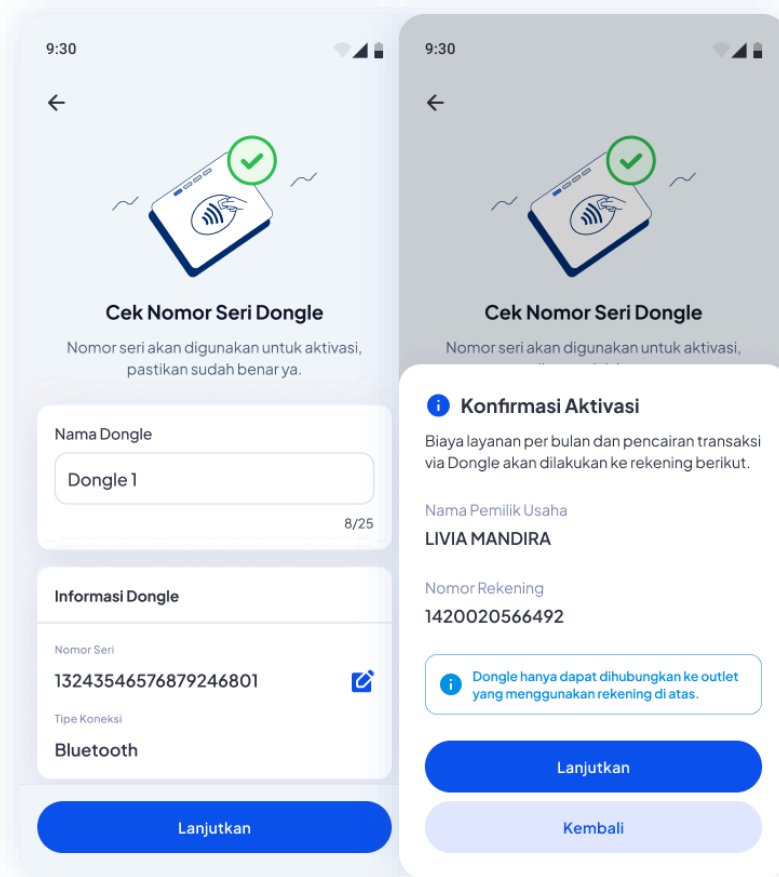 9:30
Cek Nomor Seri Dongle
Nomor seri akan digunakan untuk aktivasi,
pastikan sudah benar ya.
Nama Dongle
Dongle 1
8/25
Informasi Dongle
Nomor Seri
13243546576879246801
Tipe Koneksi
Bluetooth
Lanjutkan
9:30
Cek Nomor Seri Dongle
Nomor seri akan digunakan untuk aktivasi,
Konfirmasi Aktivasi
Biaya layanan per bulan dan pencairan transaksi
via Dongle akan dilakukan ke rekening berikut.
Nama Pemilik Usaha
LIVIA MANDIRA
Nomor Rekening
1420020566492
Dongle hanya dapat dihubungkan ke outlet
yang menggunakan rekening di atas.
Lanjutkan
Kembali